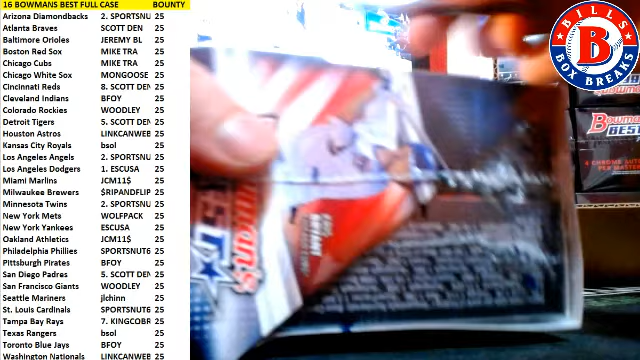 16 BOWMANS BEST FULL CASE BOUNTY
Arizona Diamondbacks 2. SPORTSNU 25
Atlanta Braves SCOTT DEN 25
Baltimore Orioles JEREMY BL 25
Boston Red Sox MIKE TRA 25
Chicago Cubs MIKE TRA 25
Chicago White Sox MONGOOSE 25
Cincinnati Reds 8. SCOTT DEN 25
Cleveland Indians BFOY 25
Colorado Rockies WOODLEY 25
Detroit Tigers 5. SCOTT DEN 25
Houston Astros LINKCANWEB 25
Kansas City Royals bsol 25
Los Angeles Angels 2. SPORTSNU 25
Los Angeles Dodgers 1. ESCUSA 25
Miami Marlins JCM11$ 25
Milwaukee Brewers $RIPANDFLIP 25
Minnesota Twins 2. SPORTSNU 25
New York Mets WOLFPACK 25
New York Yankees ESCUSA 25
Oakland Athletics JCM11$ 25
Philadelphia Phillies SPORTSNUT6 25
Pittsburgh Pirates BFOY 25
San Diego Padres 5. SCOTT DEN 25
San Francisco Giants WOODLEY 25
Seattle Mariners jlchinn 25
St. Louis Cardinals SPORTSNUT6 25
Tampa Bay Rays 7. KINGCOBR 25
Texas Rangers bsol 25
Toronto Blue Jays BFOY 25
Washington Nationals LINKCANWEB 25
BILLS
B
BOX BREAKS
Bowman's
BEST